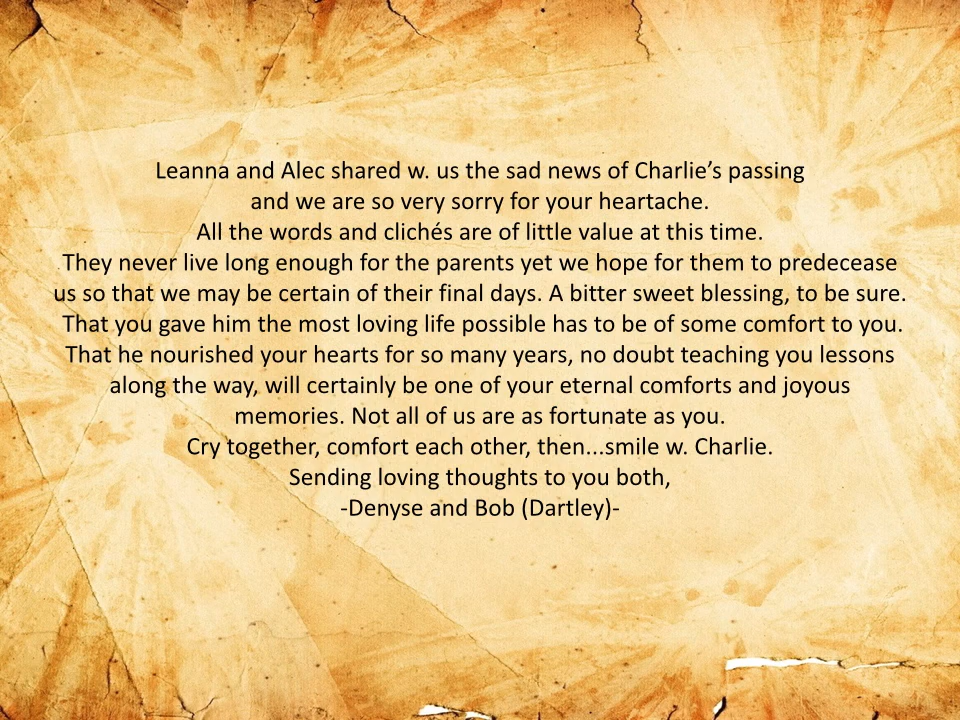 Leanna and Alec shared w. us the sad news of Charlie’s passing
and we are so very sorry for your heartache.
All the words and clichés are of little value at this time.
They never live long enough for the parents yet we hope for them to predecease
us so that we may be certain of their final days. A bitter sweet blessing, to be sure.
That you gave him the most loving life possible has to be of some comfort to you.
That he nourished your hearts for so many years, no doubt teaching you lessons
along the way, will certainly be one of your eternal comforts and joyous
memories. Not all of us are as fortunate as you.
Cry together, comfort each other, then...smile w. Charlie.
Sending loving thoughts to you both,
-Denyse and Bob (Dartley)-